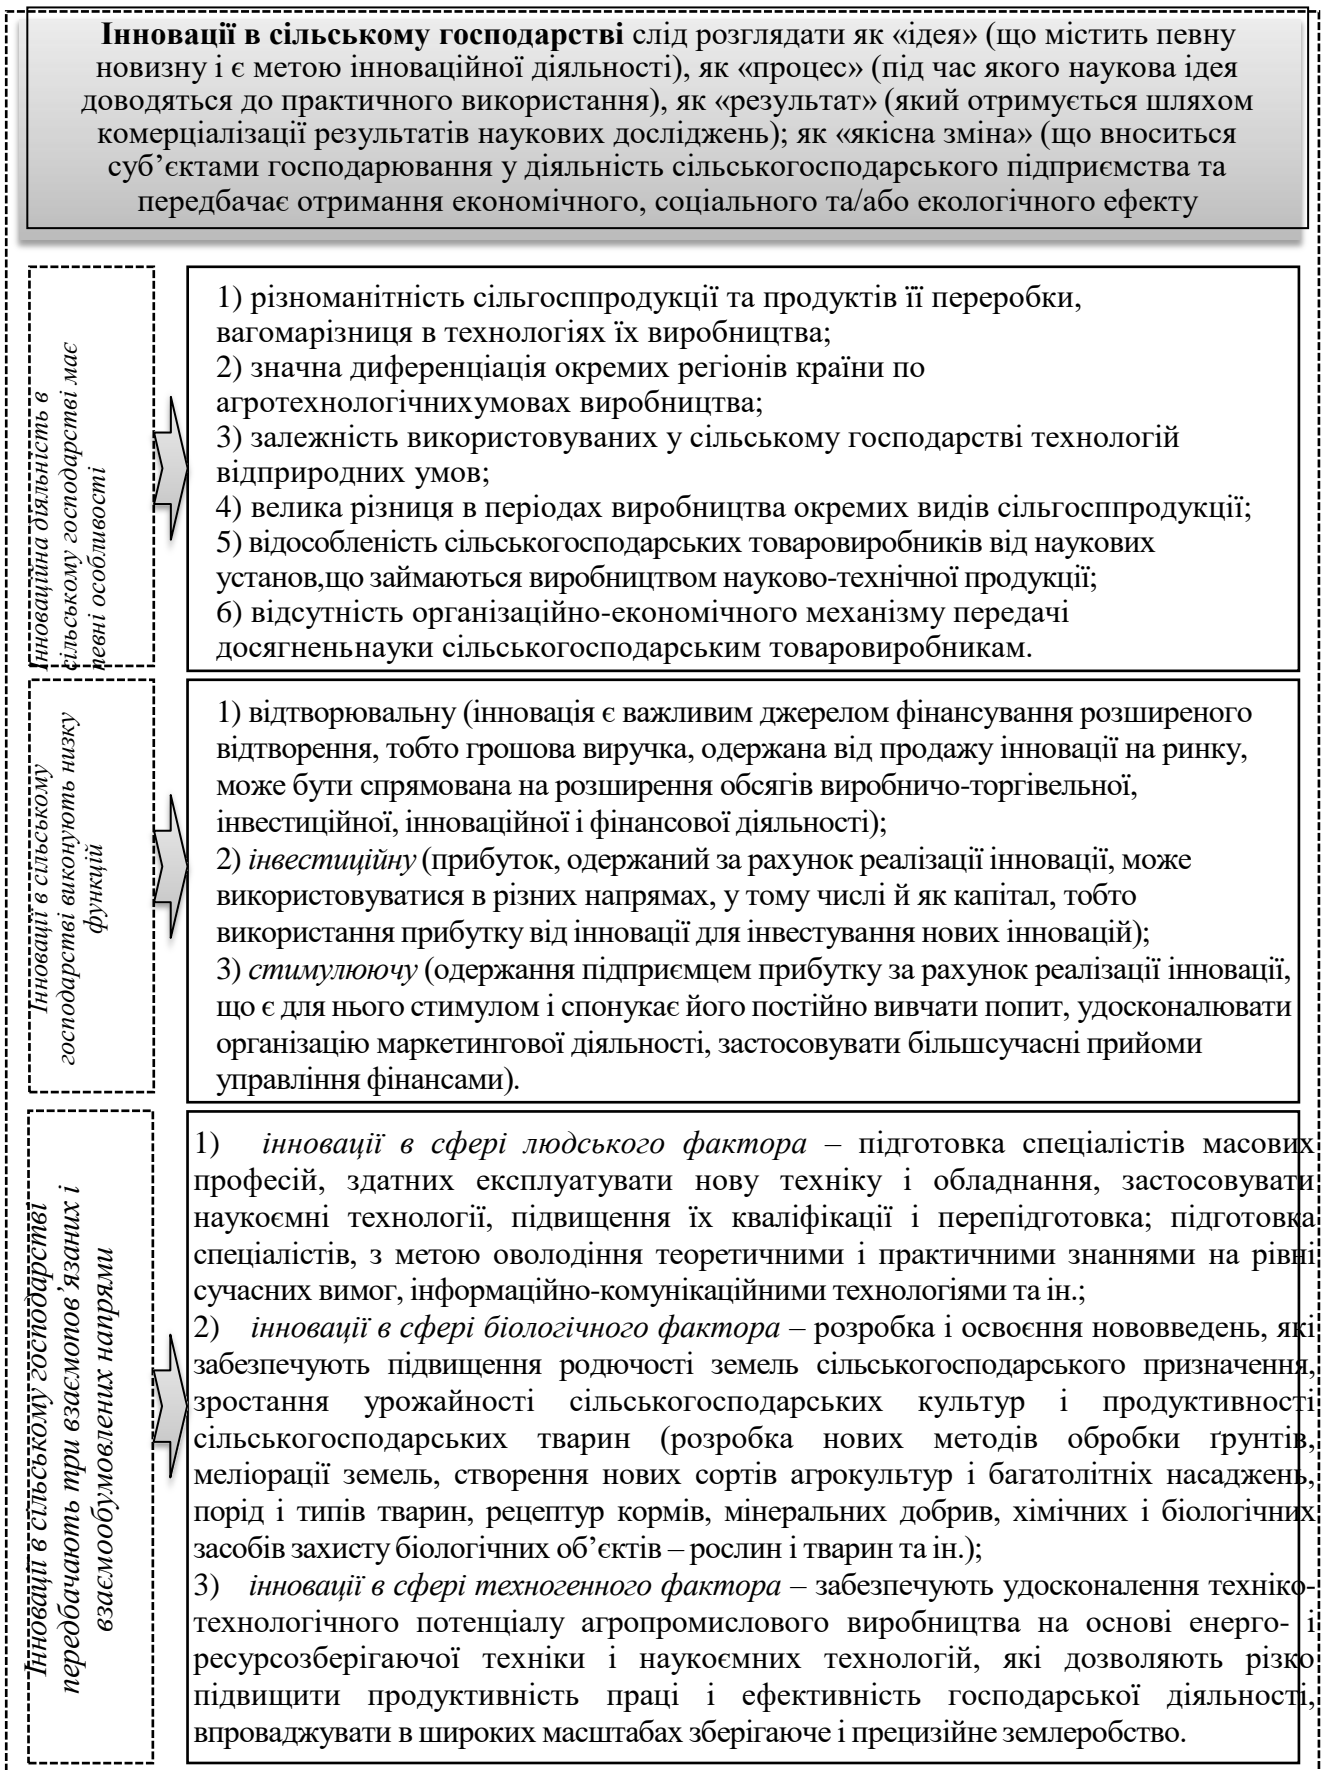 Інновації в сільському господарстві слід розглядати як «ідея» (що містить певну
новизну і є метою інноваційної діяльності), як «процес» (під час якого наукова ідея
доводяться до практичного використання), як «результат» (який отримується шляхом
комерціалізації результатів наукових досліджень); як «якісна зміна» (що вноситься
суб’єктами господарювання у діяльність сільськогосподарського підприємства та
передбачає отримання економічного, соціального та/або екологічного ефекту
Інноваційна діяльність в
сільському господарстві має
певні особливості
1) різноманітність сільгосппродукції та продуктів її переробки,
вагомарізниця в технологіях їх виробництва;
2) значна диференціація окремих регіонів країни по
агротехнологічнихумовах виробництва;
3) залежність використовуваних у сільському господарстві технологій
відприродних умов;
4) велика різниця в періодах виробництва окремих видів сільгосппродукції;
5) відособленість сільськогосподарських товаровиробників від наукових
установ,що займаються виробництвом науково-технічної продукції;
6) відсутність організаційно-економічного механізму передачі
досягненьнауки сільськогосподарським товаровиробникам.
Інновації в сільському
господарстві виконують низку
функцій
1) відтворювальну (інновація є важливим джерелом фінансування розширеного
відтворення, тобто грошова виручка, одержана від продажу інновації на ринку,
може бути спрямована на розширення обсягів виробничо-торгівельної,
інвестиційної, інноваційної і фінансової діяльності);
2) інвестиційну (прибуток, одержаний за рахунок реалізації інновації, може
використовуватися в різних напрямах, у тому числі й як капітал, тобто
використання прибутку від інновації для інвестування нових інновацій);
3) стимулюючу (одержання підприємцем прибутку за рахунок реалізації інновації,
що є для нього стимулом і спонукає його постійно вивчати попит, удосконалювати
організацію маркетингової діяльності, застосовувати більшсучасні прийоми
управління фінансами).
Інновації в сільському господарстві
передбачають три взаємопов’язаних і
взаємообумовлених напрями
1) інновації в сфері людського фактора – підготовка спеціалістів масових
професій, здатних експлуатувати нову техніку і обладнання, застосовувати
наукоємні технології, підвищення їх кваліфікації і перепідготовка; підготовка
спеціалістів, з метою оволодіння теоретичними і практичними знаннями на рівні
сучасних вимог, інформаційно-комунікаційними технологіями та ін.;
2) інновації в сфері біологічного фактора – розробка і освоєння нововведень, які
забезпечують підвищення родючості земель сільськогосподарського призначення,
зростання урожайності сільськогосподарських культур і продуктивності
сільськогосподарських тварин (розробка нових методів обробки ґрунтів,
меліорації земель, створення нових сортів агрокультур і багатолітніх насаджень,
порід і типів тварин, рецептур кормів, мінеральних добрив, хімічних і біологічних
засобів захисту біологічних об’єктів – рослин і тварин та ін.);
3) інновації в сфері техногенного фактора – забезпечують удосконалення техніко-
технологічного потенціалу агропромислового виробництва на основі енерго- і
ресурсозберігаючої техніки і наукоємних технологій, які дозволяють різко
підвищити продуктивність праці і ефективність господарської діяльності,
впроваджувати в широких масштабах зберігаюче і прецизійне землеробство.